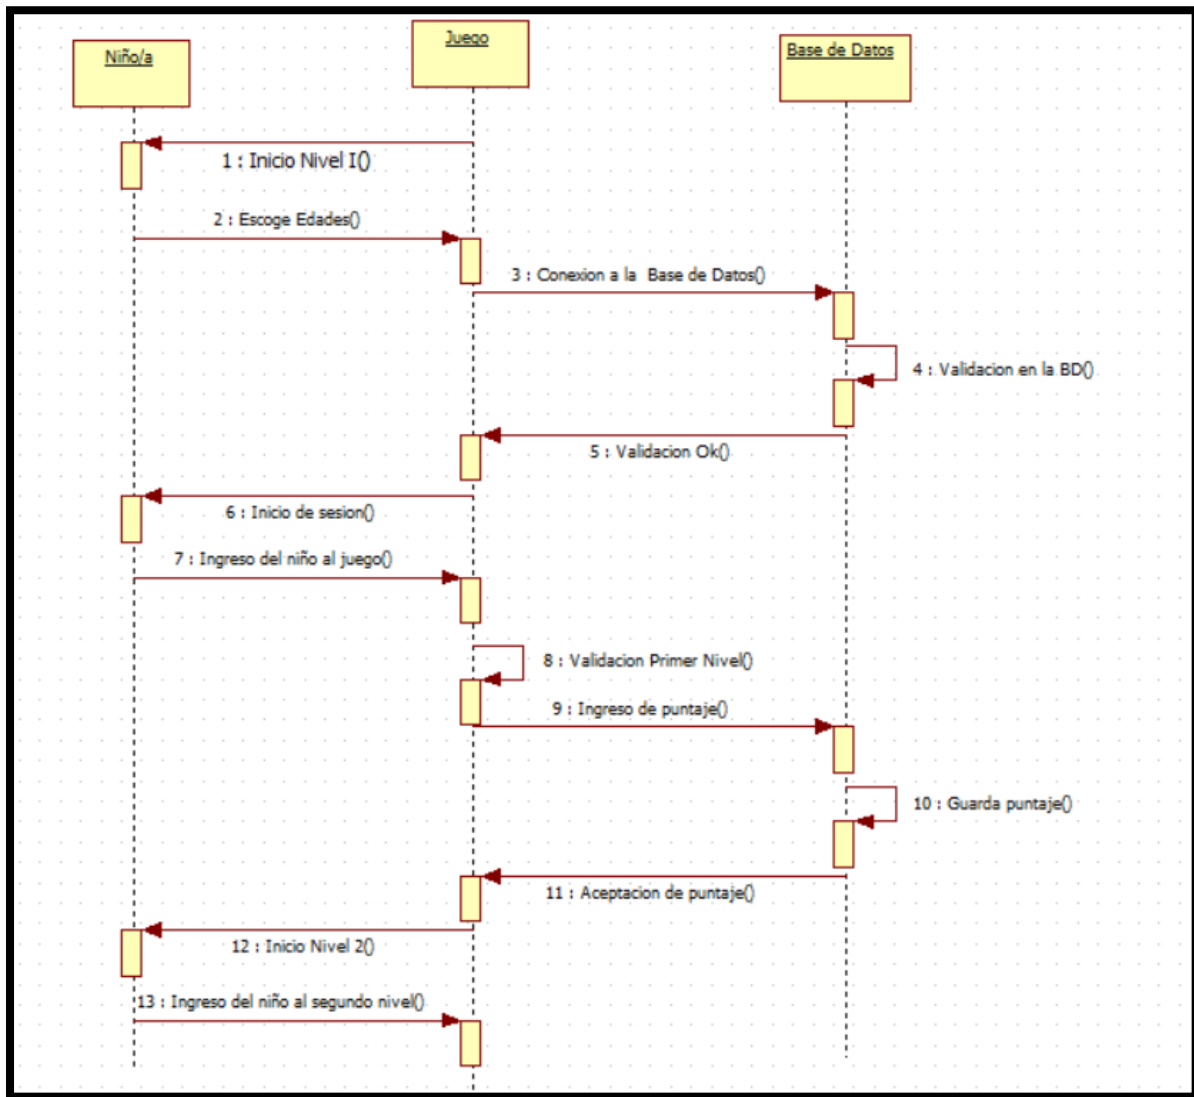 Niño/a
Juego
Base de Datos
1 : Inicio Nivel I()
2 : Escoge Edades()
3 : Conexion a la  Base de Datos()
4 : Validacion en la BD()
5 : Validacion Ok()
6 : Inicio de sesion()
7 : Ingreso del niño al juego()
8 : Validacion Primer Nivel()
9 : Ingreso de puntaje()
10 : Guarda puntaje()
11 : Aceptacion de puntaje()
12 : Inicio Nivel 2()
13 : Ingreso del niño al segundo nivel()